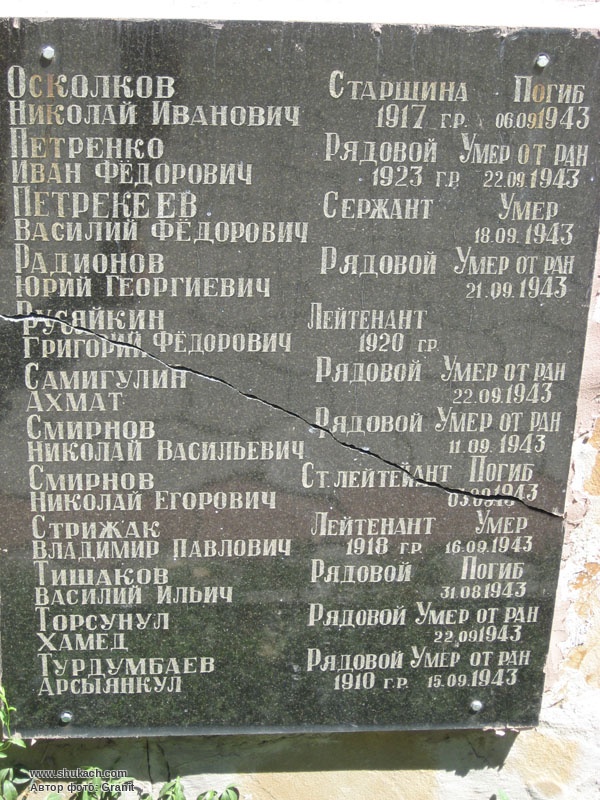 Осколков Старшина Погиб
Николай Иванович 1917 г.р. 06.09.1943
Петренко Рядовой Умер от ран
Иван Фёдорович 1923 г.р. 22.09.1943
Петрекеев Сержант Умер
Василий Фёдорович 18.09.1943
Радионов Рядовой Умер от ран
Юрий Георгиевич 21.09.1943
Русяйкин Лейтенант
Григорий Фёдорович 1920 г.р.
Самигулин Рядовой Умер от ран
Ахмат 22.09.1943
Смирнов Рядовой Умер от ран
Николай Васильевич 11.09.1943
Смирнов Ст.лейтенант Погиб
Николай Егорович 03.09.1943
Стрижак Лейтенант Умер
Владимир Павлович 1918 г.р. 16.09.1943
Тишаков Рядовой Погиб
Василий Ильич 31.08.1943
Торсунул Рядовой Умер от ран
Хамед 22.09.1943
Турдумбаев Рядовой Умер от ран
Арсыянкул 1910 г.р. 15.09.1943
www.shukach.com
Автор фото: Granit